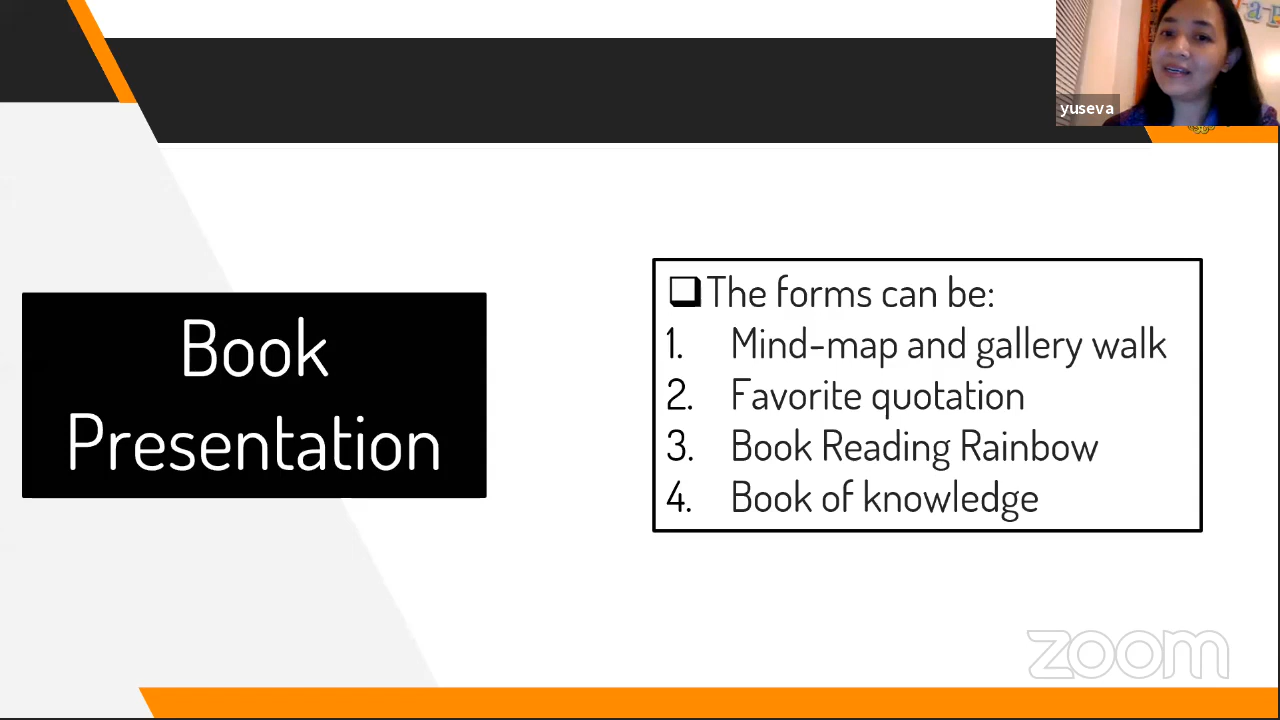 yuseva
Book
Presentation
❑The forms can be:
1. Mind-map and gallery walk
2. Favorite quotation
3. Book Reading Rainbow
4. Book of knowledge
zoom